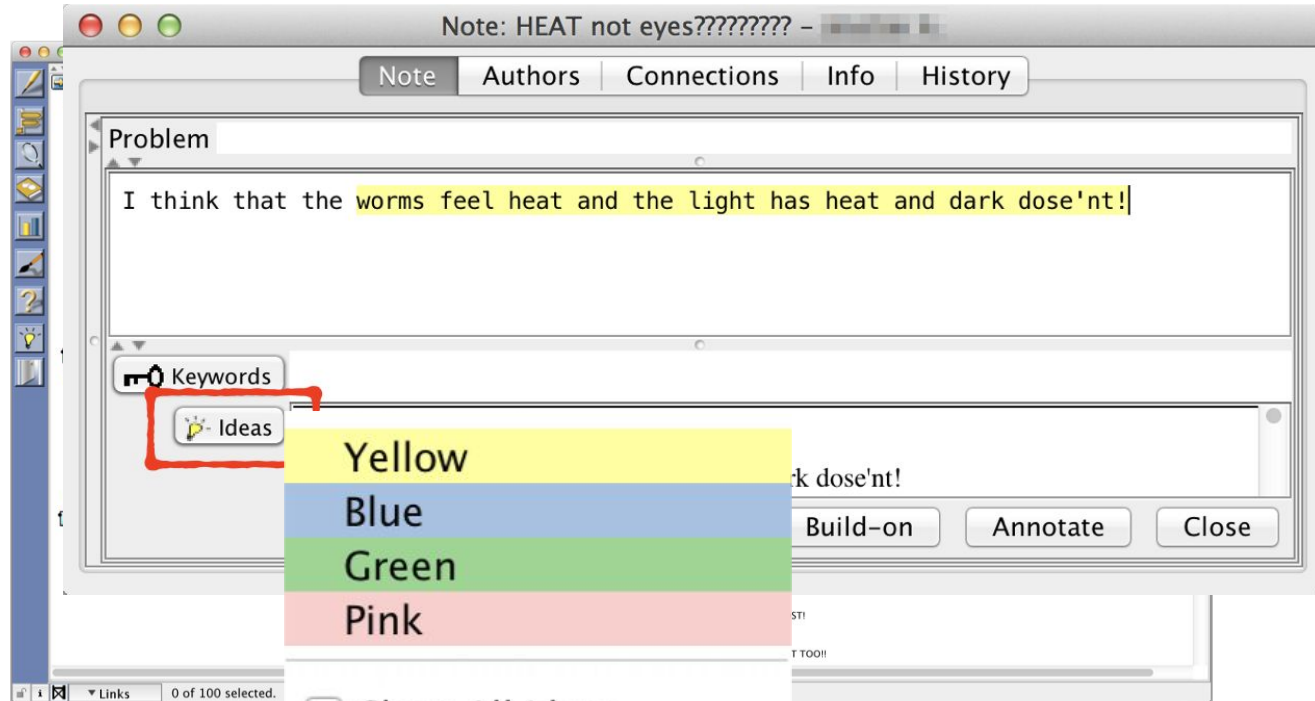 Note: HEAT not eyes????????? –
Note Authors Connections Info History
Problem
I think that the worms feel heat and the light has heat and dark dose'nt!
Keywords
Ideas
Yellow
rk dose'nt!
Blue
Build-on Annotate Close
Green
Pink
ST!
T TOO!!
Links 0 of 100 selected.